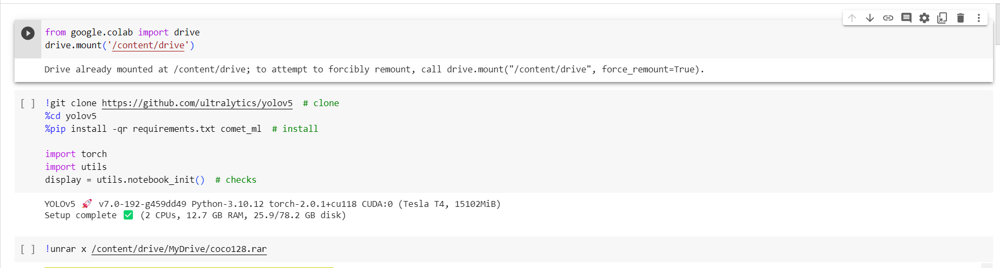 from google.colab import drive
drive.mount('/content/drive')
Drive already mounted at /content/drive; to attempt to forcibly remount, call drive.mount("/content/drive", force_remount=True).
[ ] !git clone https://github.com/ultralytics/yolov5  # clone
%cd yolov5
%pip install -qr requirements.txt comet_ml  # install
import torch
import utils
display = utils.notebook_init()  # checks
YOLOv5 🚀 v7.0-192-g459dd49 Python-3.10.12 torch-2.0.1+cu118 CUDA:0 (Tesla T4, 15102MiB)
Setup complete ✅ (2 CPUs, 12.7 GB RAM, 25.9/78.2 GB disk)
[ ] !unrar x /content/drive/MyDrive/coco128.rar